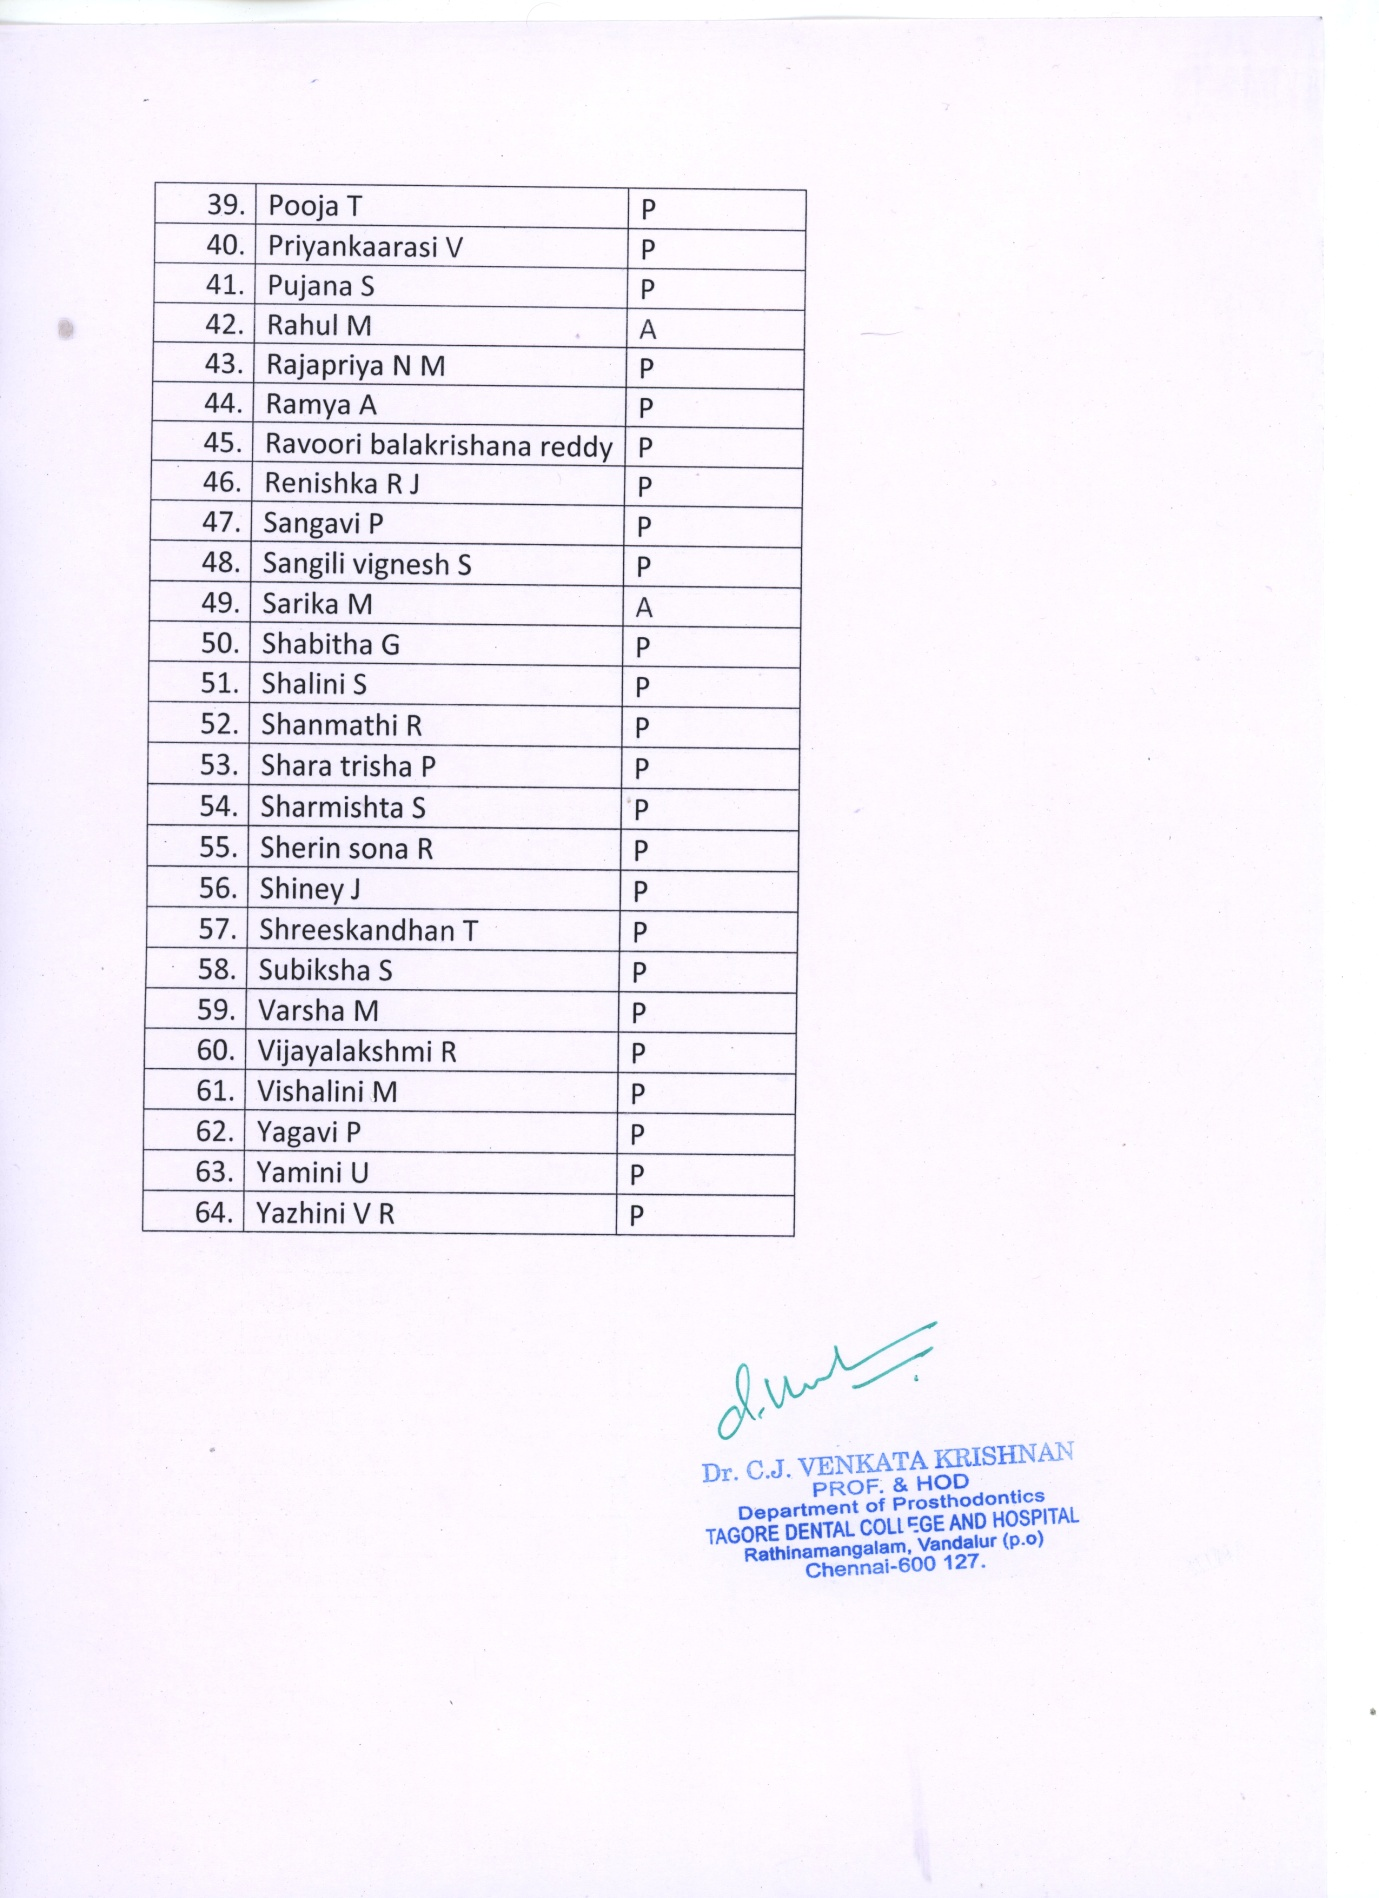 39. Pooja T P
40. Priyankaarasi V P
41. Pujana S P
42. Rahul M A
43. Rajapriya N M P
44. Ramya A P
45. Ravoori balakrishana reddy P
46. Renishka R J P
47. Sangavi P P
48. Sangili vignesh S P
49. Sarika M A
50. Shabitha G P
51. Shalini S P
52. Shanmathi R P
53. Shara trisha P P
54. Sharmishta S P
55. Sherin sona R P
56. Shiney J P
57. Shreeskandhan T P
58. Subiksha S P
59. Varsha M P
60. Vijayalakshmi R P
61. Vishalini M P
62. Yagavi P P
63. Yamini U P
64. Yazhini V R P
Dr. C.J. VENKATA KRISHNAN
PROF. & HOD
Department of Prosthodontics
TAGORE DENTAL COLLEGE AND HOSPITAL
Rathinamangalam, Vandalur (p.o)
Chennai-600 127.